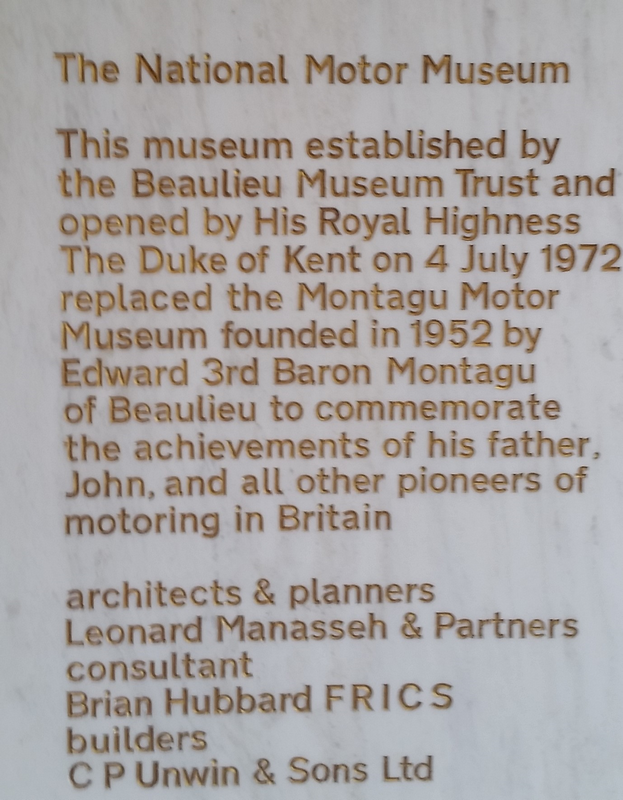 The National Motor Museum
This museum established by
the Beaulieu Museum Trust and
opened by His Royal Highness
The Duke of Kent on 4 July 1972
replaced the Montagu Motor
Museum founded in 1952 by
Edward 3rd Baron Montagu
of Beaulieu to commemorate
the achievements of his father,
John, and all other pioneers of
motoring in Britain
architects & planners
Leonard Manasseh & Partners
consultant
Brian Hubbard FRICS
builders
C P Unwin & Sons Ltd